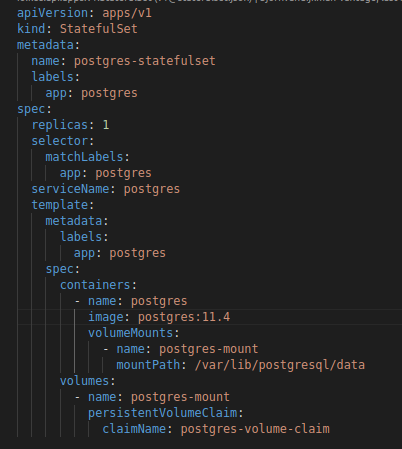 apiVersion: apps/v1
kind: StatefulSet
metadata:
  name: postgres-statefulset
  labels:
    app: postgres
spec:
  replicas: 1
  selector:
    matchLabels:
      app: postgres
  serviceName: postgres
  template:
    metadata:
      labels:
        app: postgres
    spec:
      containers:
        - name: postgres
          image: postgres:11.4
          volumeMounts:
            - name: postgres-mount
              mountPath: /var/lib/postgresql/data
      volumes:
        - name: postgres-mount
          persistentVolumeClaim:
            claimName: postgres-volume-claim